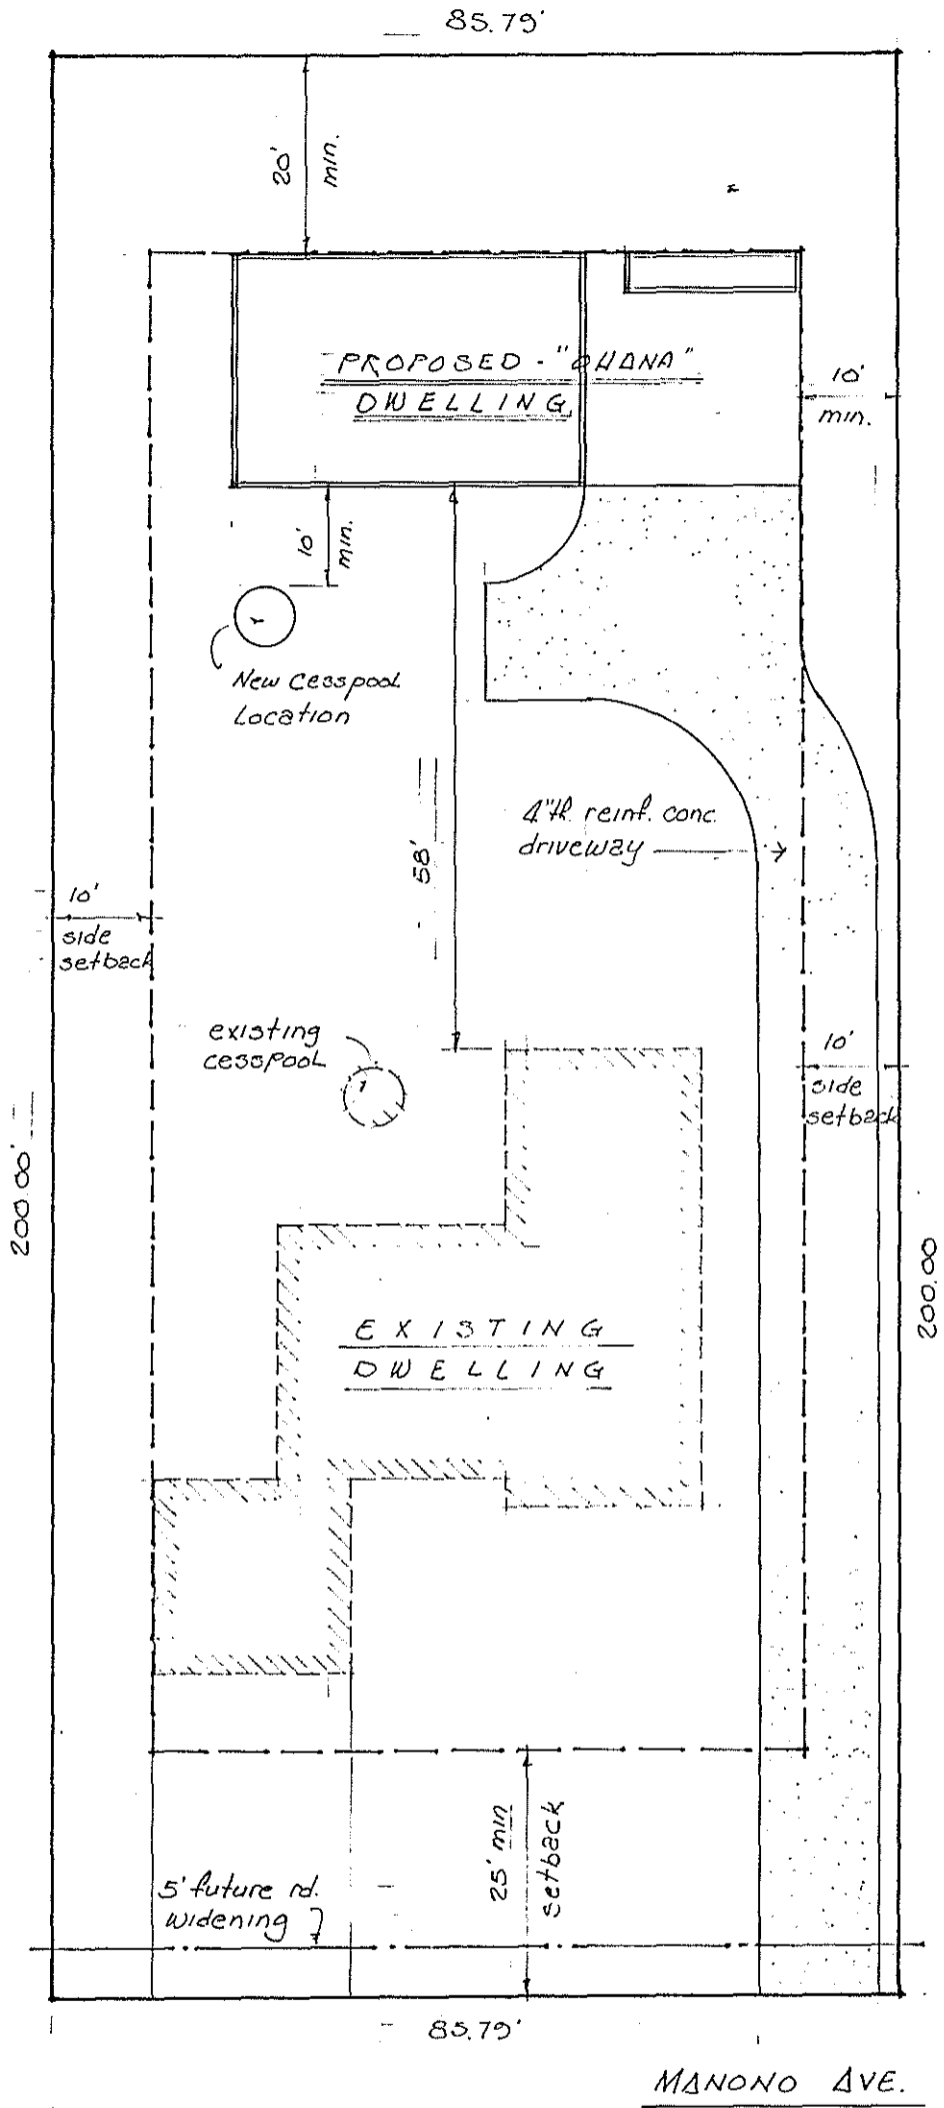 85.79'
20'
min.
PROPOSED - "OHANA"
DWELLING
10'
min.
10'
min.
New Cesspool
Location
4" th. reinf. conc.
driveway
58'
10'
side
setback
existing
cesspool
10'
side
setback
200.00'
200.00
EXISTING
DWELLING
25' min
setback
5' future rd.
widening
85.79'
MANONO AVE.